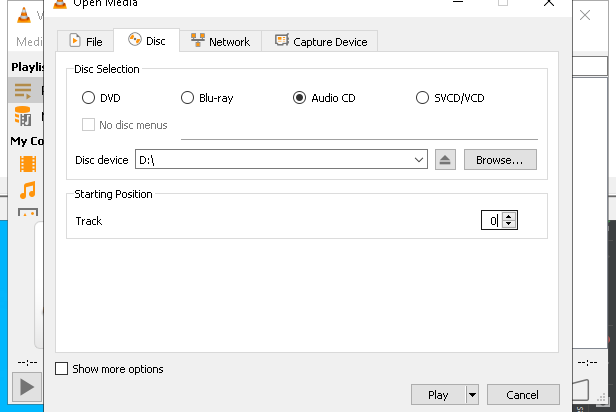 Open Media
Medi
File
Disc
Network
Capture Device
Playlis
Disc Selection
DVD
Blu-ray
Audio CD
SVCD/VCD
No disc menus
My Co
Disc device
D:\
Browse...
Starting Position
Track
0
--:--
--:--
Show more options
Play
Cancel